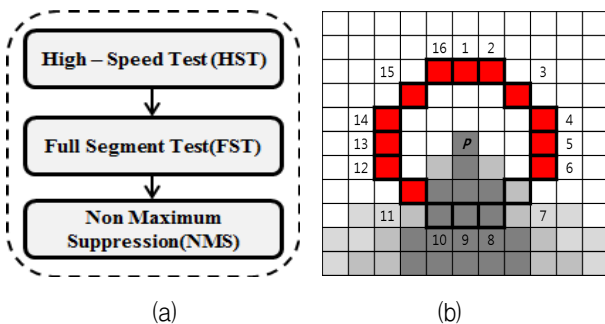 High – Speed Test (HST)
Full Segment Test(FST)
Non Maximum
Suppression(NMS)
(a)
16 1 2
15 3
14 4
13 P 5
12 6
11 7
10 9 8
(b)